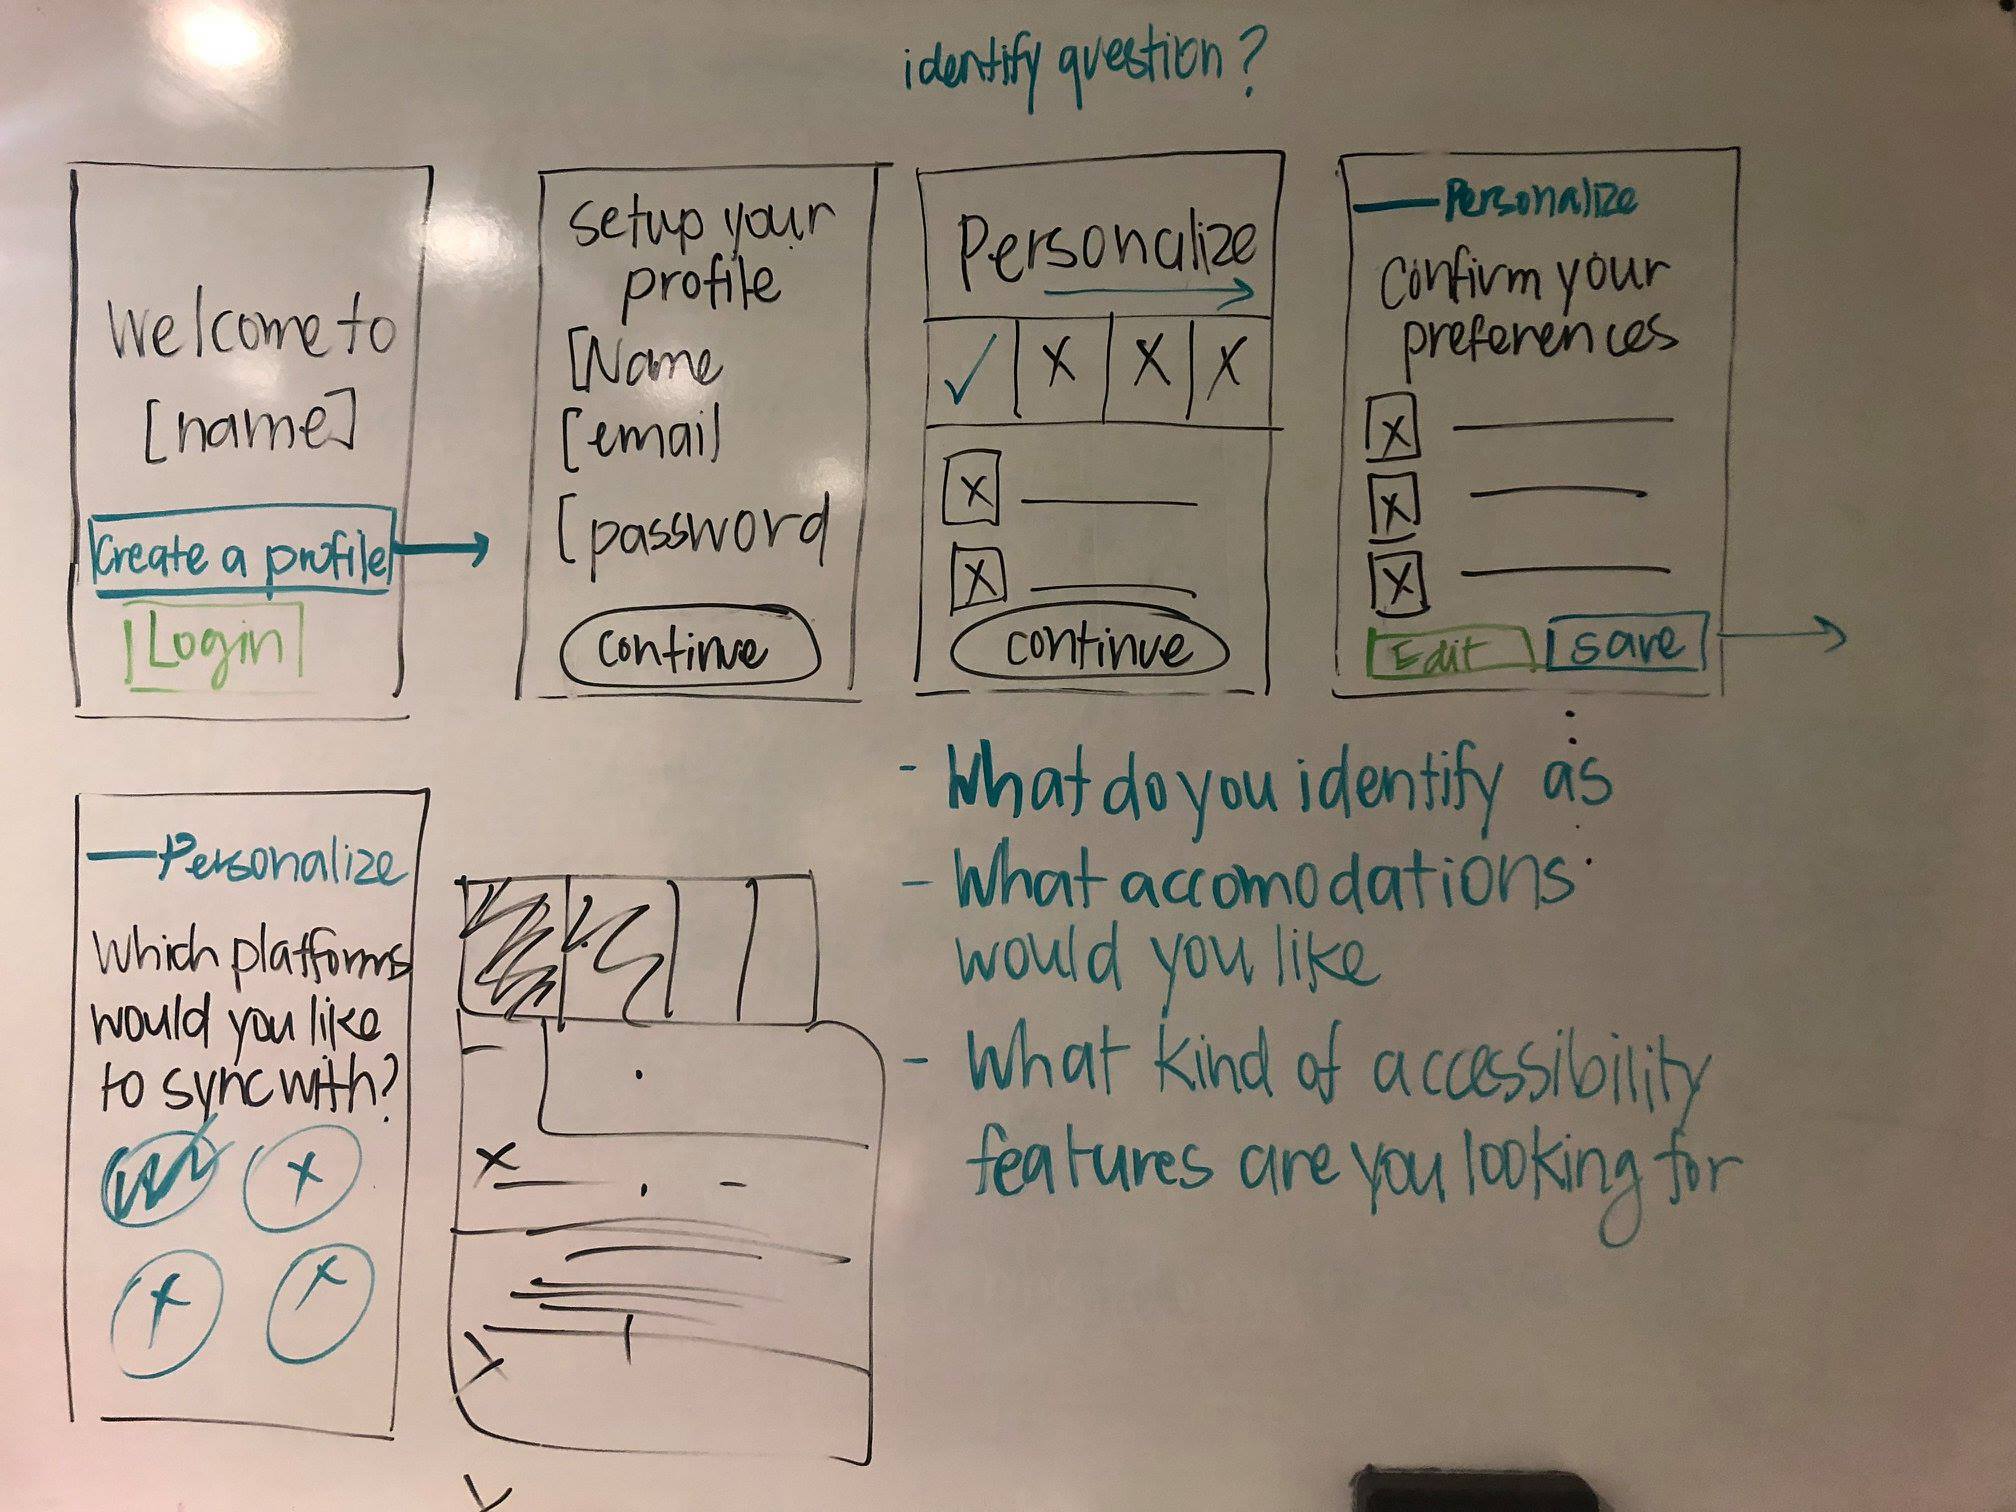 identify question?
Welcome to
[name]
Create a profile
Login
setup your
profile
[Name
[email]
[password
continue
Personalize
continue
Personalize
Confirm your
preferences
Edit
save
Personalize
Which platforms
would you like
to sync with?
- What do you identify as
- What accomodations
would you like
- What kind of accessibility
features are you looking for